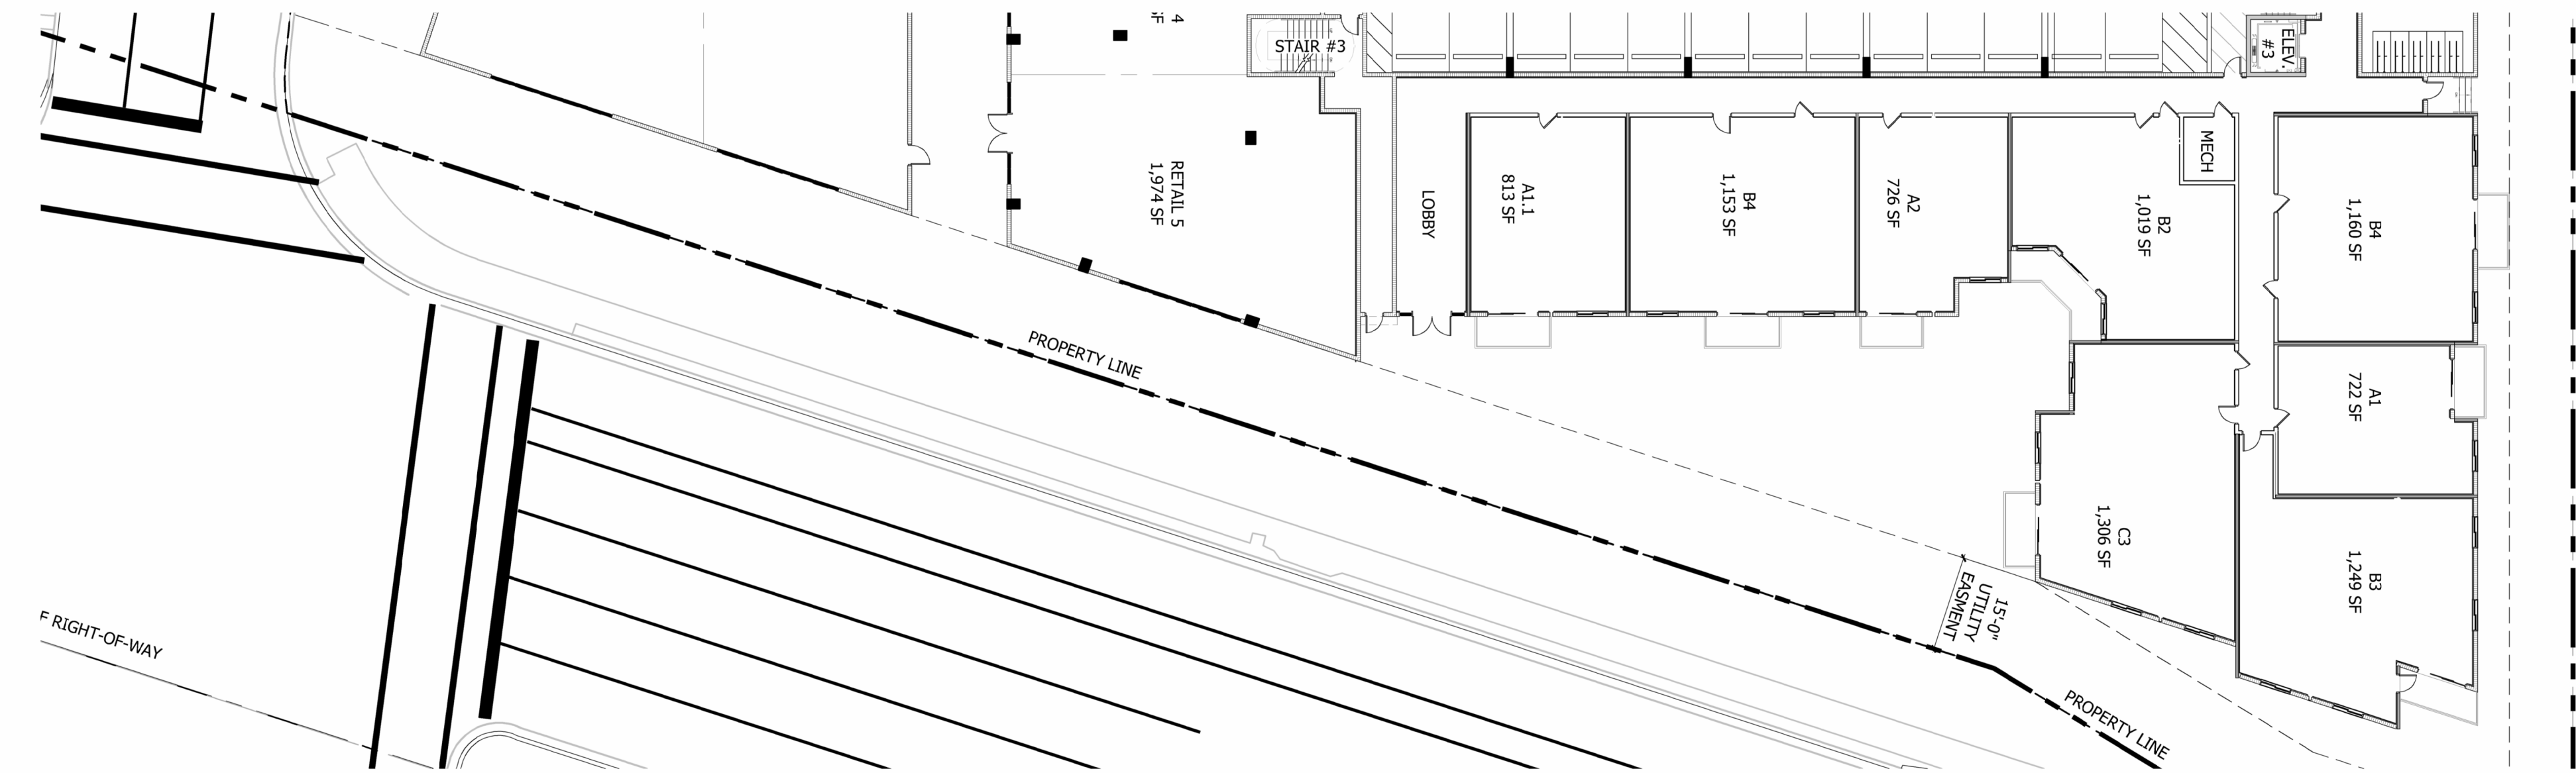 4
SF
STAIR #3
ELEV.
#3
RETAIL 5
1,974 SF
LOBBY
A1.1
813 SF
B4
1,153 SF
A2
726 SF
B2
1,019 SF
MECH
B4
1,160 SF
A1
722 SF
C3
1,306 SF
B3
1,249 SF
PROPERTY LINE
15'-0"
UTILITY
EASMENT
PROPERTY LINE
F RIGHT-OF-WAY